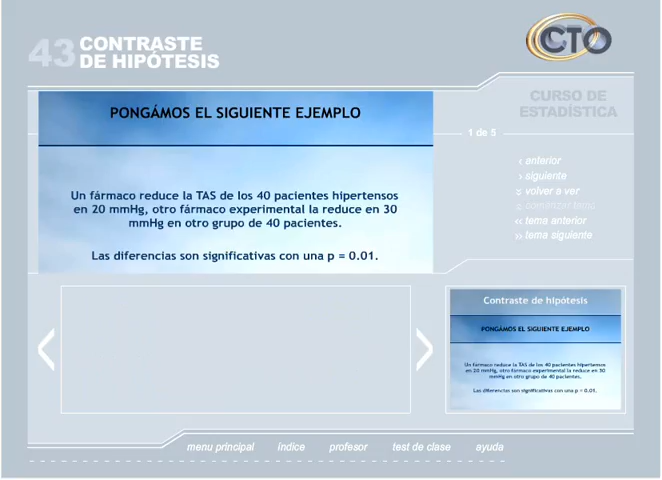 43 CONTRASTE
DE HIPÓTESIS
CTO
PONGÁMOS EL SIGUIENTE EJEMPLO
Un fármaco reduce la TAS de los 40 pacientes hipertensos
en 20 mmHg, otro fármaco experimental la reduce en 30
mmHg en otro grupo de 40 pacientes.
Las diferencias son significativas con una p = 0.01.
CURSO DE
ESTADÍSTICA
1 de 5
‹ anterior
› siguiente
volver a ver
comenzar tema
‹‹ tema anterior
›› tema siguiente
Contraste de hipótesis
PONGÁMOS EL SIGUIENTE EJEMPLO
Un fármaco reduce la TAS de los 40 pacientes hipertensos
en 20 mmHg, otro fármaco experimental la reduce en 30
mmHg en otro grupo de 40 pacientes.
Las diferencias son significativas con una p = 0.01.
menu principal índice profesor test de clase ayuda